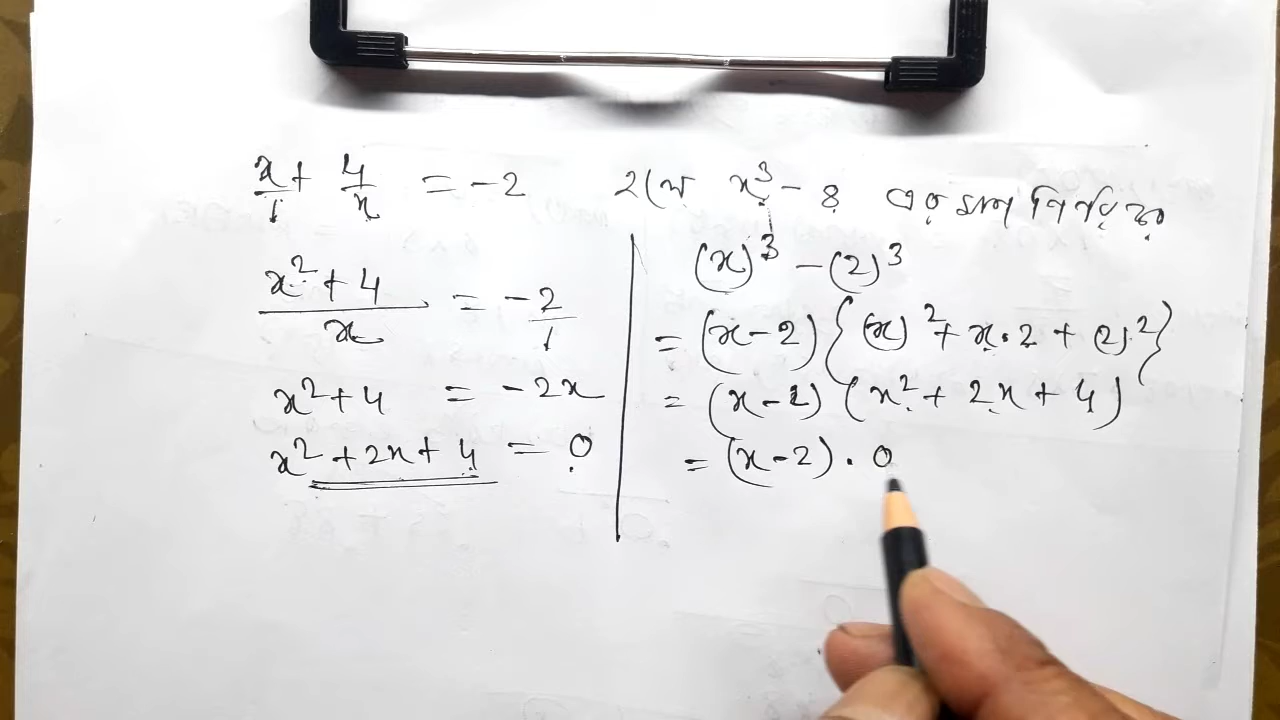 x/1 + 4/x = -2 হলে x³ - 8 এর মান নির্ণয় কর
(x² + 4)/x = -2/1
x² + 4 = -2x
x² + 2x + 4 = 0
(x)³ - (2)³
= (x-2) {(x)² + x·2 + (2)²}
= (x-2) (x² + 2x + 4)
= (x-2) · 0